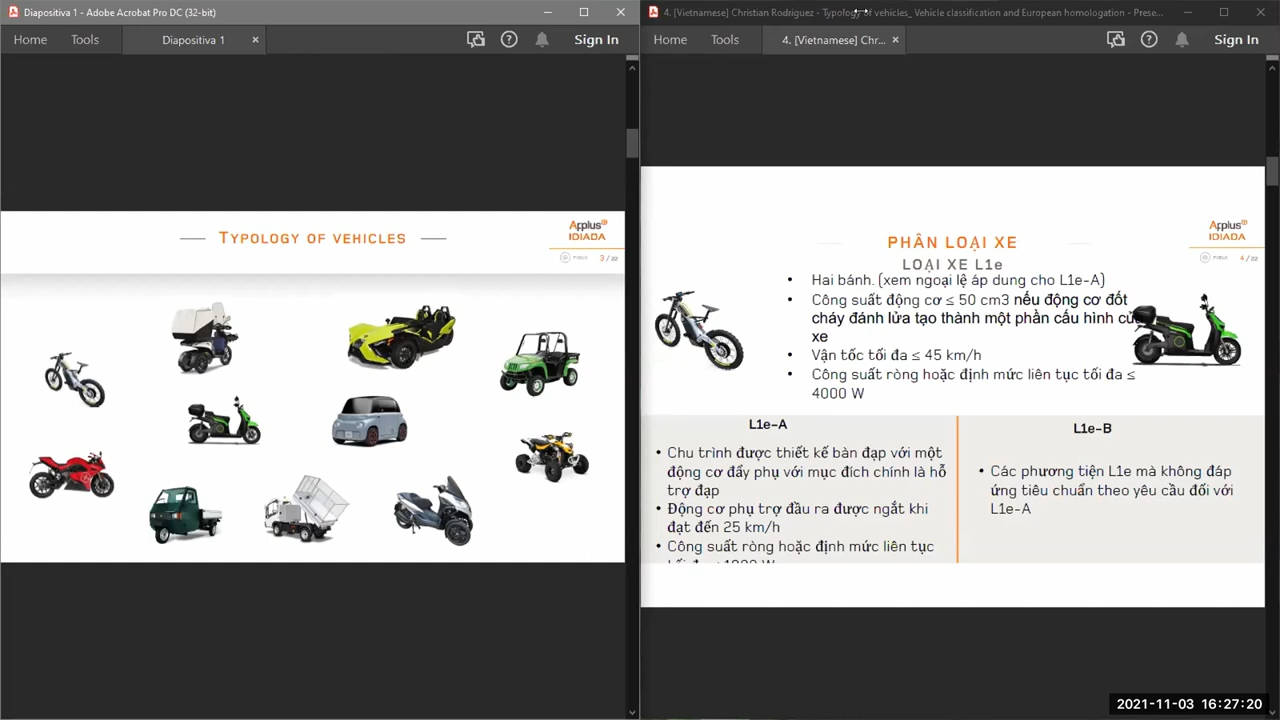 Diapositiva 1 - Adobe Acrobat Pro DC (32-bit)
Home Tools Diapositiva 1 × Sign In
TYPOLOGY OF VEHICLES
Applus+
IDIADA
3 / 22
4. [Vietnamese] Christian Rodriguez - Typology of vehicles_ Vehicle classification and European homologation - Prese...
Home Tools 4. [Vietnamese] Chr... × Sign In
PHÂN LOẠI XE
LOẠI XE L1e
Applus+
IDIADA
4 / 22
• Hai bánh. (xem ngoại lệ áp dung cho L1e-A)
• Công suất động cơ ≤ 50 cm3 nếu động cơ đốt
cháy đánh lửa tạo thành một phần cấu hình củ
xe
• Vận tốc tối đa ≤ 45 km/h
• Công suất ròng hoặc định mức liên tục tối đa ≤
4000 W
L1e-A
• Chu trình được thiết kế bàn đạp với một
động cơ đẩy phụ với mục đích chính là hỗ
trợ đạp
• Động cơ phụ trợ đầu ra được ngắt khi
đạt đến 25 km/h
• Công suất ròng hoặc định mức liên tục
L1e-B
• Các phương tiện L1e mà không đáp
ứng tiêu chuẩn theo yêu cầu đối với
L1e-A
2021-11-03 16:27:20